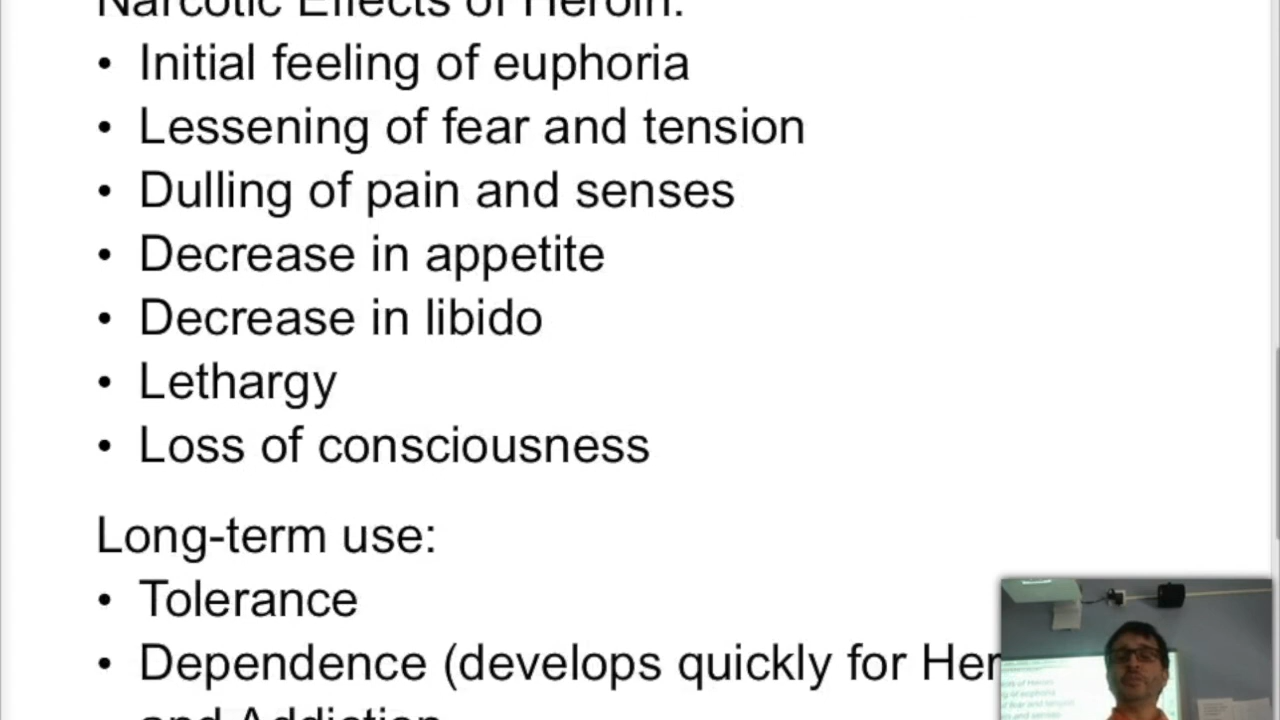 Narcotic Effects of Heroin:
• Initial feeling of euphoria
• Lessening of fear and tension
• Dulling of pain and senses
• Decrease in appetite
• Decrease in libido
• Lethargy
• Loss of consciousness
Long-term use:
• Tolerance
• Dependence (develops quickly for Her
and Addiction